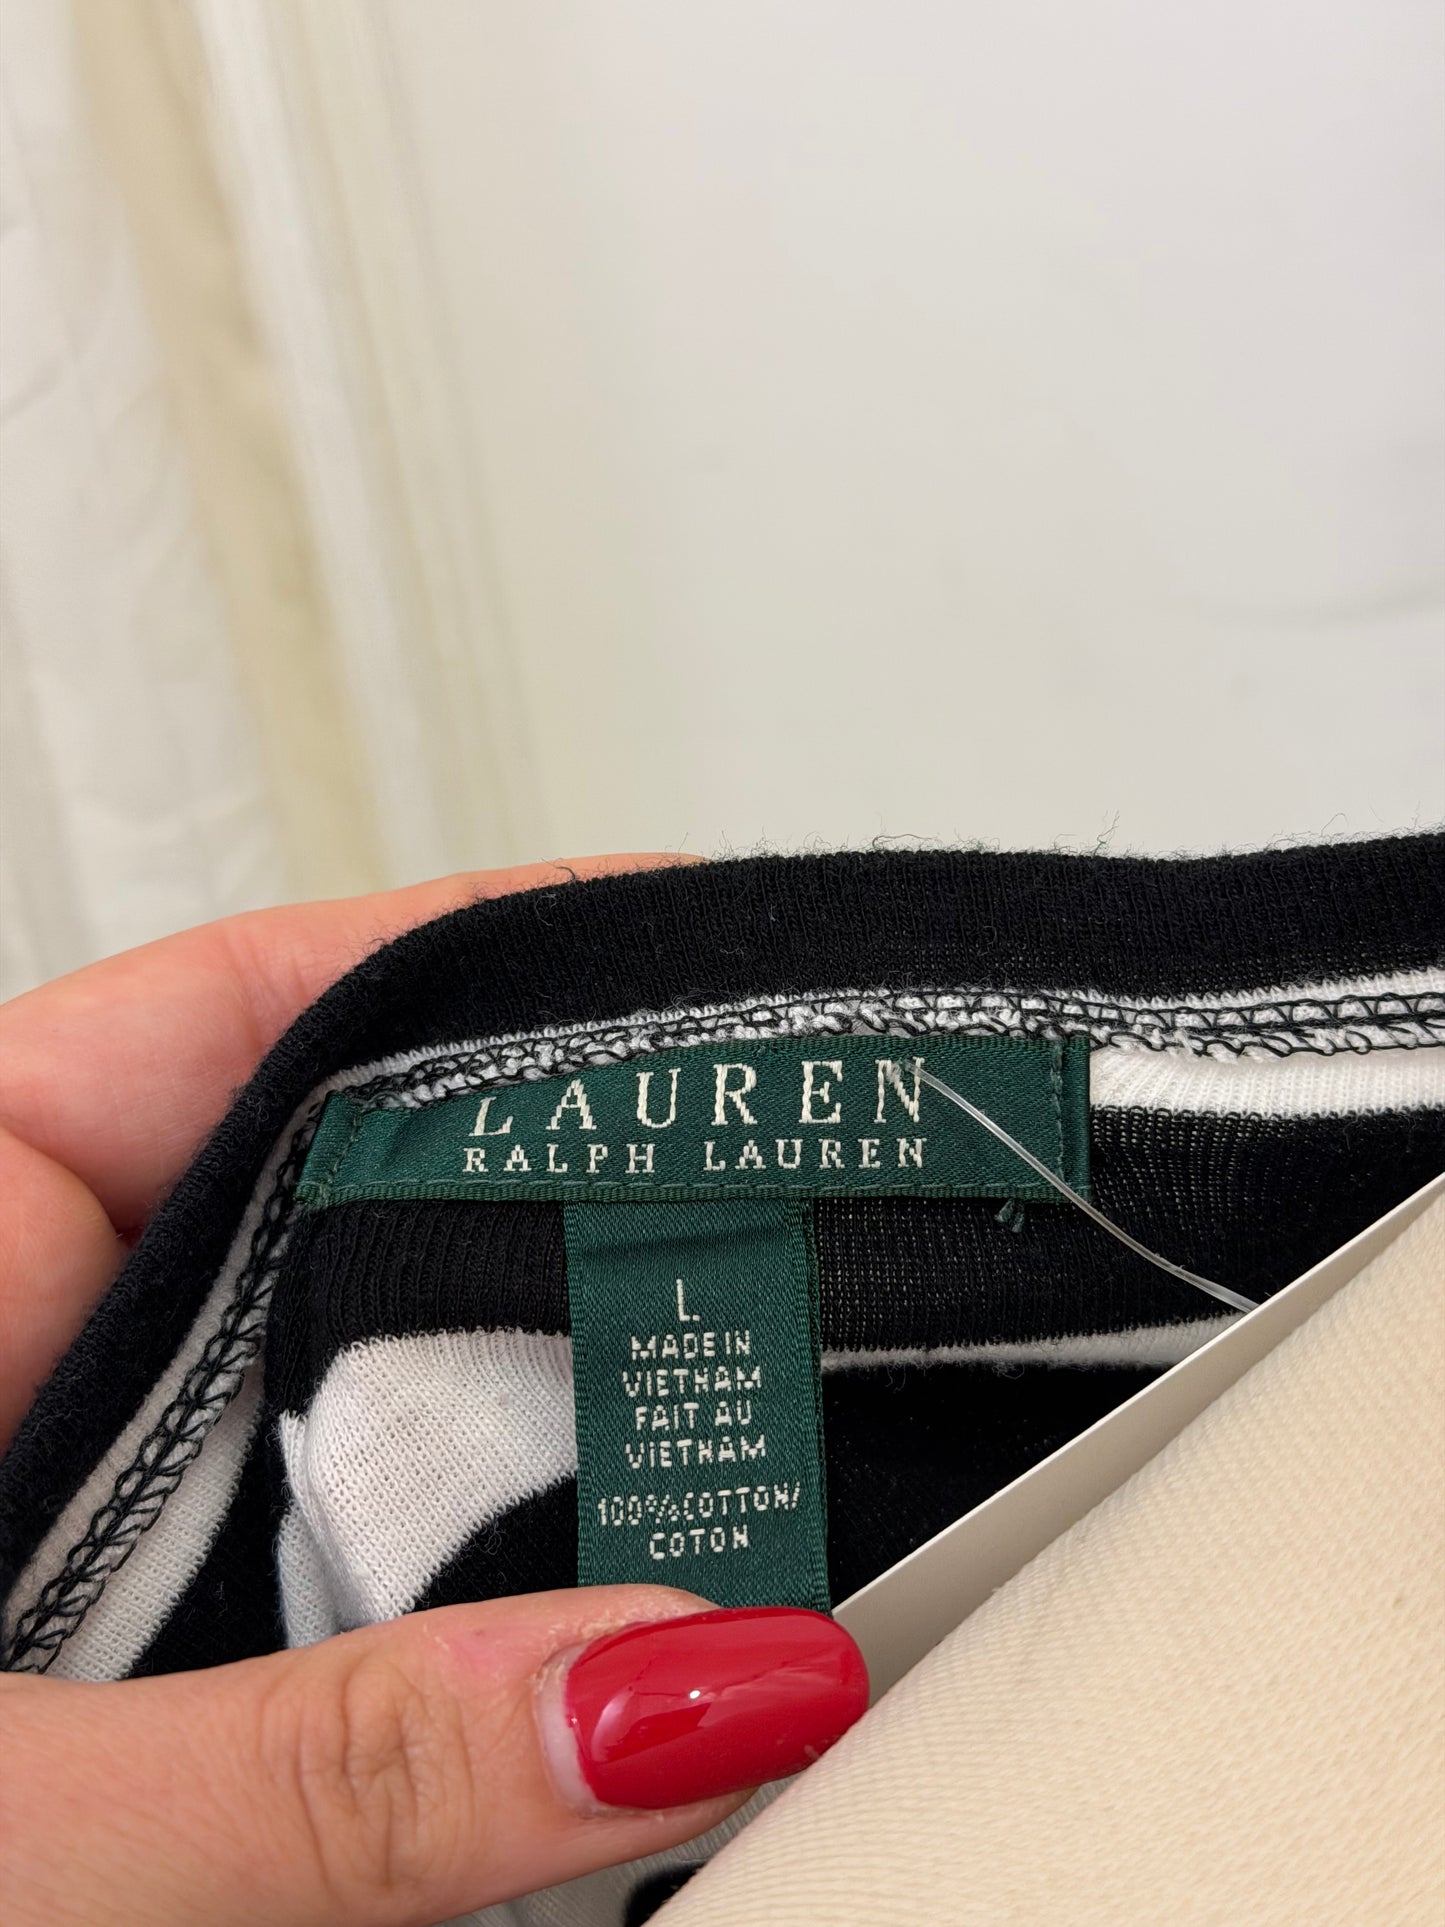 LAUREN
RALPH LAUREN
L
MADE IN
VIETNAM
FAIT AU
VIETNAM
100% COTTON/
COTON